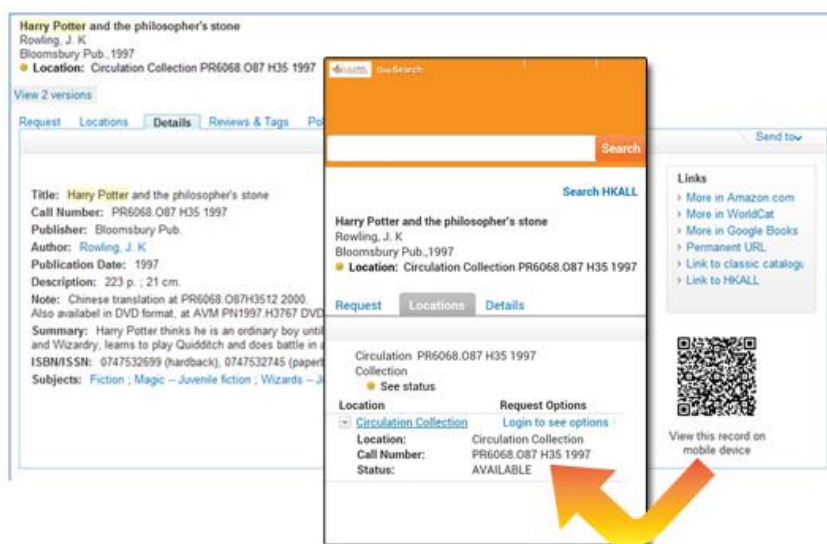 Harry Potter and the philosopher's stone
Rowling, J. K
Bloomsbury Pub.,1997
Location: Circulation Collection PR6068.O87 H35 1997
View 2 versions
Request Locations Details Reviews & Tags
Send to
Title: Harry Potter and the philosopher's stone
Call Number: PR6068.O87 H35 1997
Publisher: Bloomsbury Pub.
Author: Rowling, J. K
Publication Date: 1997
Description: 223 p. ; 21 cm.
Note: Chinese translation at PR6068.O87H3512 2000.
Also availabel in DVD format, at AVM PN1997.H3767 DVD
Summary: Harry Potter thinks he is an ordinary boy until
and Wizardry, learns to play Quidditch and does battle in a
ISBN/ISSN: 0747532699 (hardback), 0747532745 (paperb
Subjects: Fiction ; Magic -- Juvenile fiction ; Wizards -- J
OneSearch
Search
Search HKALL
Harry Potter and the philosopher's stone
Rowling, J. K
Bloomsbury Pub.,1997
Location: Circulation Collection PR6068.O87 H35 1997
Request Locations Details
Circulation PR6068.O87 H35 1997
Collection
See status
Location Request Options
Circulation Collection Login to see options
Location: Circulation Collection
Call Number: PR6068.O87 H35 1997
Status: AVAILABLE
Links
More in Amazon.com
More in WorldCat
More in Google Books
Permanent URL
Link to classic catalogu
Link to HKALL
View this record on
mobile device